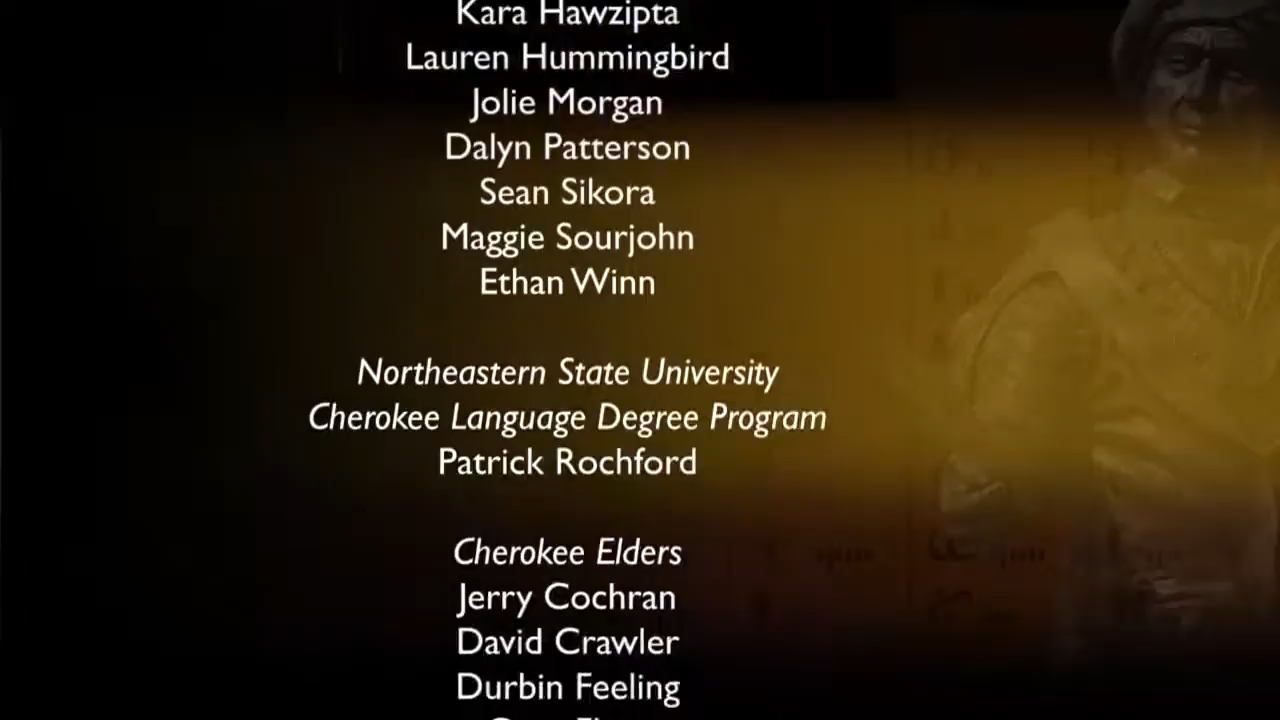 Kara Hawzipta
Lauren Hummingbird
Jolie Morgan
Dalyn Patterson
Sean Sikora
Maggie Sourjohn
Ethan Winn
Northeastern State University
Cherokee Language Degree Program
Patrick Rochford
Cherokee Elders
Jerry Cochran
David Crawler
Durbin Feeling